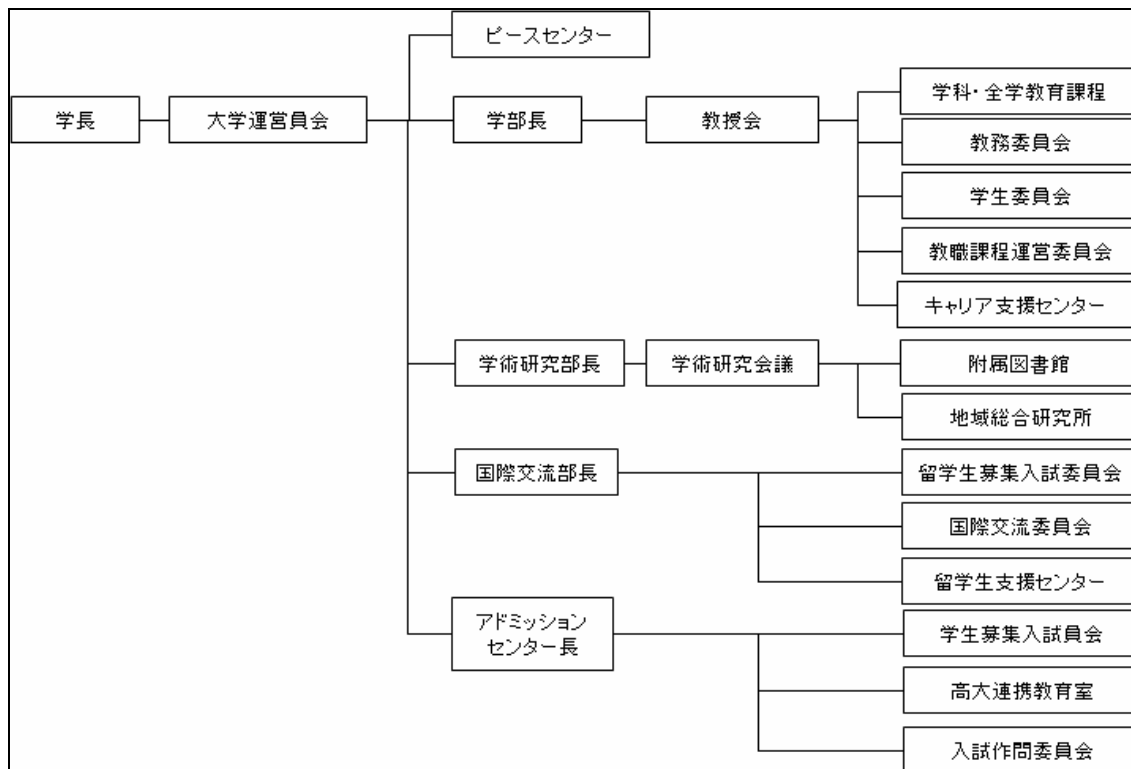 ピースセンター
学長
大学運営員会
学部長
教授会
学科・全学教育課程
教務委員会
学生委員会
教職課程運営委員会
キャリア支援センター
学術研究部長
学術研究会議
附属図書館
地域総合研究所
国際交流部長
留学生募集入試委員会
国際交流委員会
留学生支援センター
アドミッション
センター長
学生募集入試員会
高大連携教育室
入試作問委員会